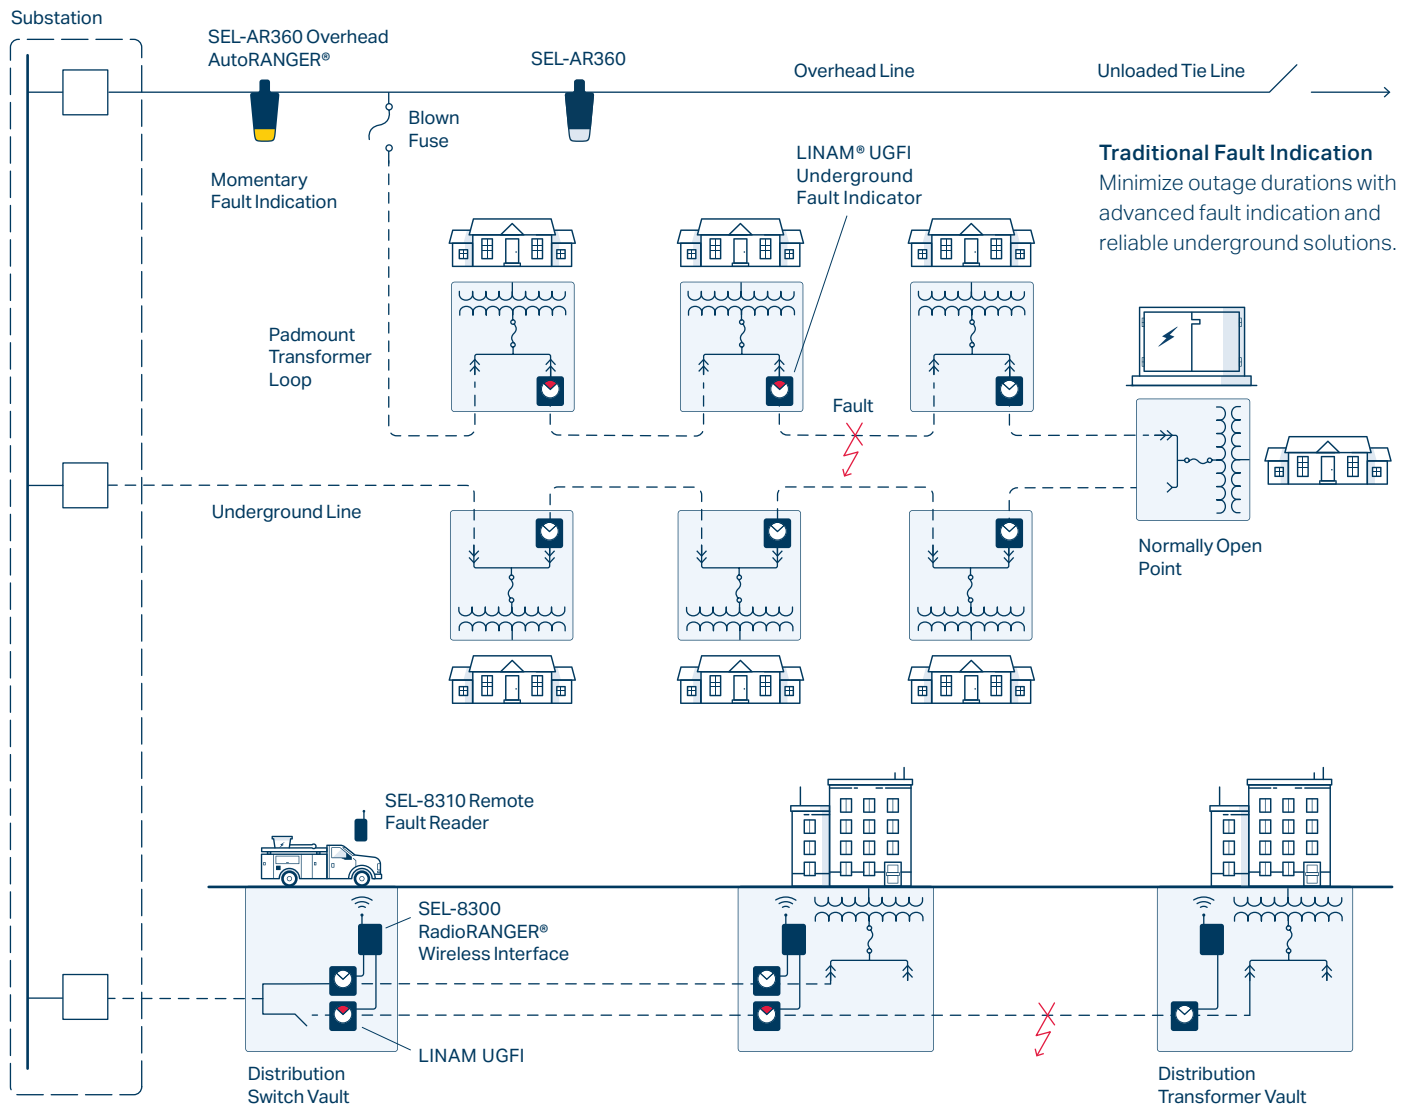 Substation
SEL-AR360 Overhead
AutoRANGER®
SEL-AR360
Overhead Line
Unloaded Tie Line
Blown
Fuse
Momentary
Fault Indication
LINAM® UGFI
Underground
Fault Indicator
Traditional Fault Indication
Minimize outage durations with
advanced fault indication and
reliable underground solutions.
Padmount
Transformer
Loop
Fault
Underground Line
Normally Open
Point
SEL-8310 Remote
Fault Reader
SEL-8300
RadioRANGER®
Wireless Interface
LINAM UGFI
Distribution
Switch Vault
Distribution
Transformer Vault